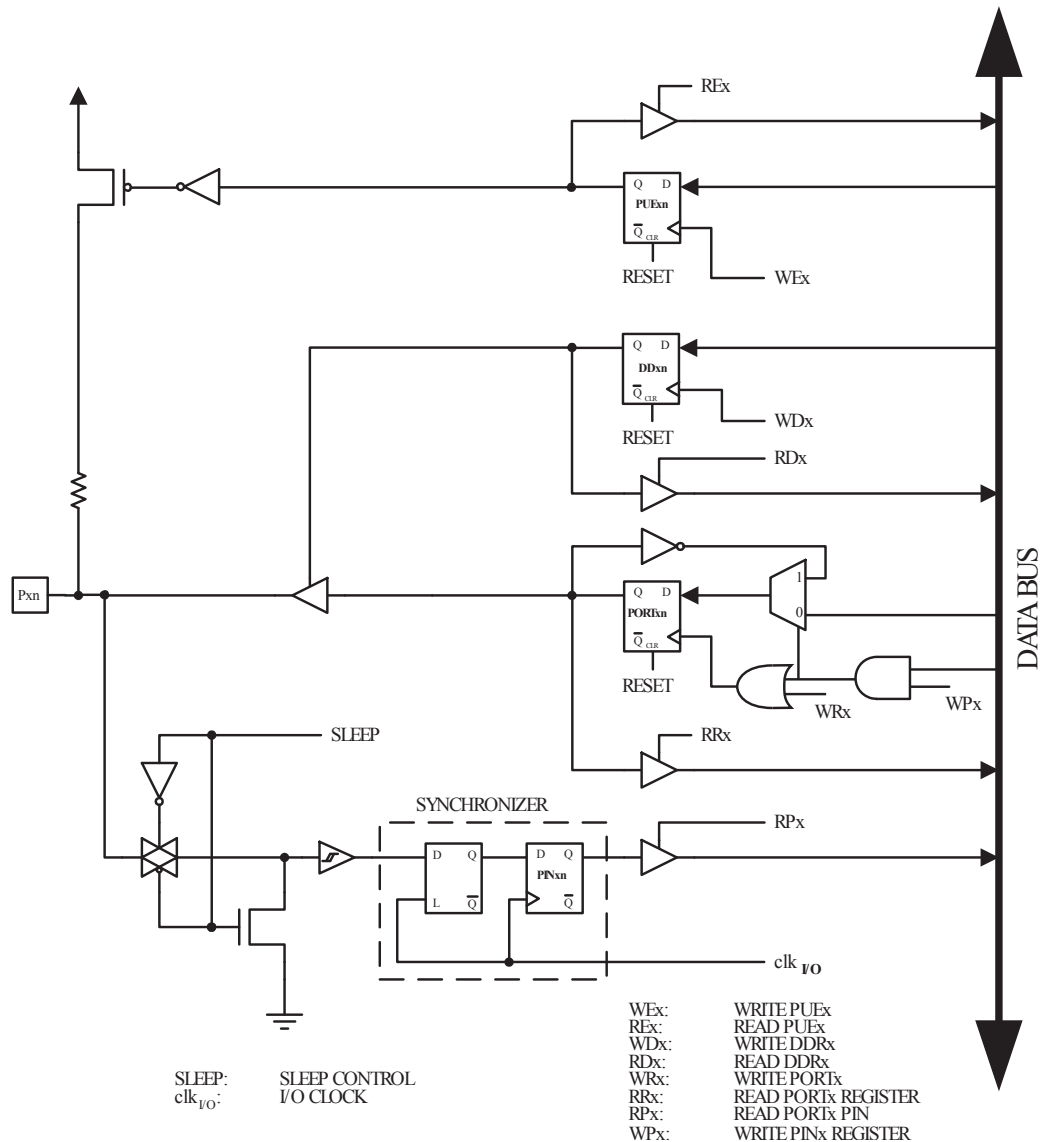 REx
Q D
PUExn
Q CLR
RESET
WEx
Q D
DDxn
Q CLR
WDx
RESET
RDx
DATA BUS
1
Pxn
Q D
0
PORTxn
Q CLR
RESET
WRx
WPx
SLEEP
RRx
SYNCHRONIZER
RPx
D Q
D Q
PINxn
L Q
Q
clk I/O
WEx: WRITE PUEx
REx: READ PUEx
WDx: WRITE DDRx
RDx: READ DDRx
SLEEP: SLEEP CONTROL
WRx: WRITE PORTx
clkI/O: I/O CLOCK
RRx: READ PORTx REGISTER
RPx: READ PORTx PIN
WPx: WRITE PINx REGISTER